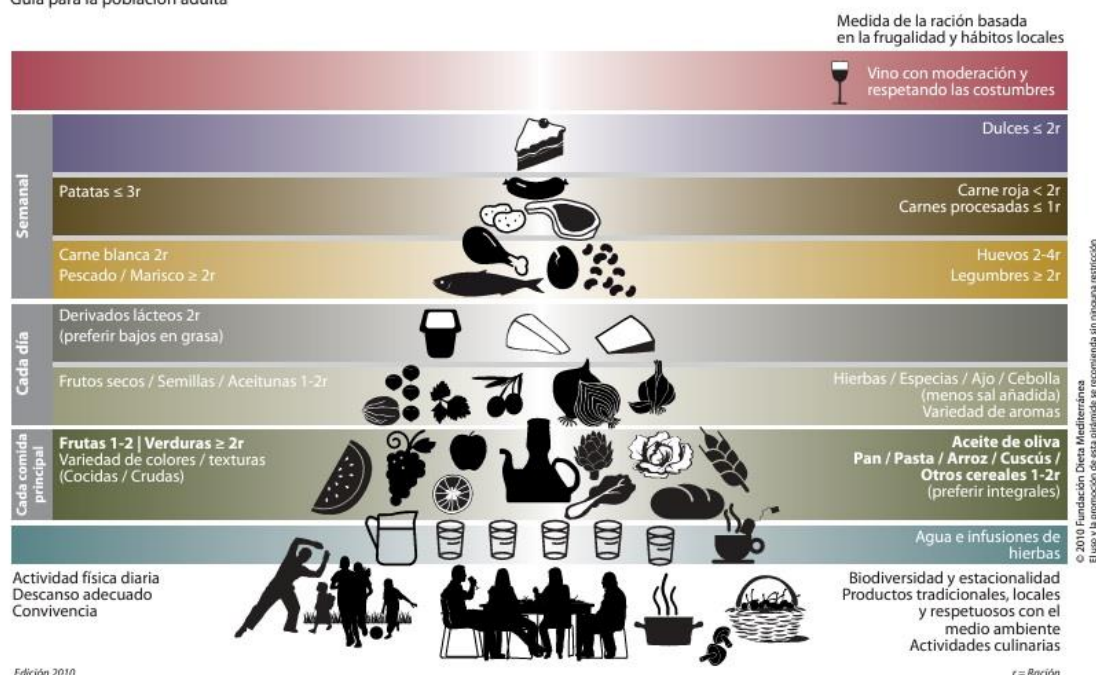 Guía para la población adulta
Medida de la ración basada
en la frugalidad y hábitos locales
Vino con moderación y
respetando las costumbres
Semanal
Dulces ≤ 2r
Patatas ≤ 3r
Carne roja < 2r
Carnes procesadas ≤ 1r
Carne blanca 2r
Pescado / Marisco ≥ 2r
Huevos 2-4r
Legumbres ≥ 2r
Cada día
Derivados lácteos 2r
(preferir bajos en grasa)
Frutos secos / Semillas / Aceitunas 1-2r
Hierbas / Especias / Ajo / Cebolla
(menos sal añadida)
Variedad de aromas
Cada comida
principal
Frutas 1-2 | Verduras ≥ 2r
Variedad de colores / texturas
(Cocidas / Crudas)
Aceite de oliva
Pan / Pasta / Arroz / Cuscús /
Otros cereales 1-2r
(preferir integrales)
Agua e infusiones de
hierbas
Actividad física diaria
Descanso adecuado
Convivencia
Biodiversidad y estacionalidad
Productos tradicionales, locales
y respetuosos con el
medio ambiente
Actividades culinarias
Edición 2010
r = Ración
© 2010 Fundación Dieta Mediterránea
El uso y la promoción de esta pirámide se recomienda sin ninguna restricción